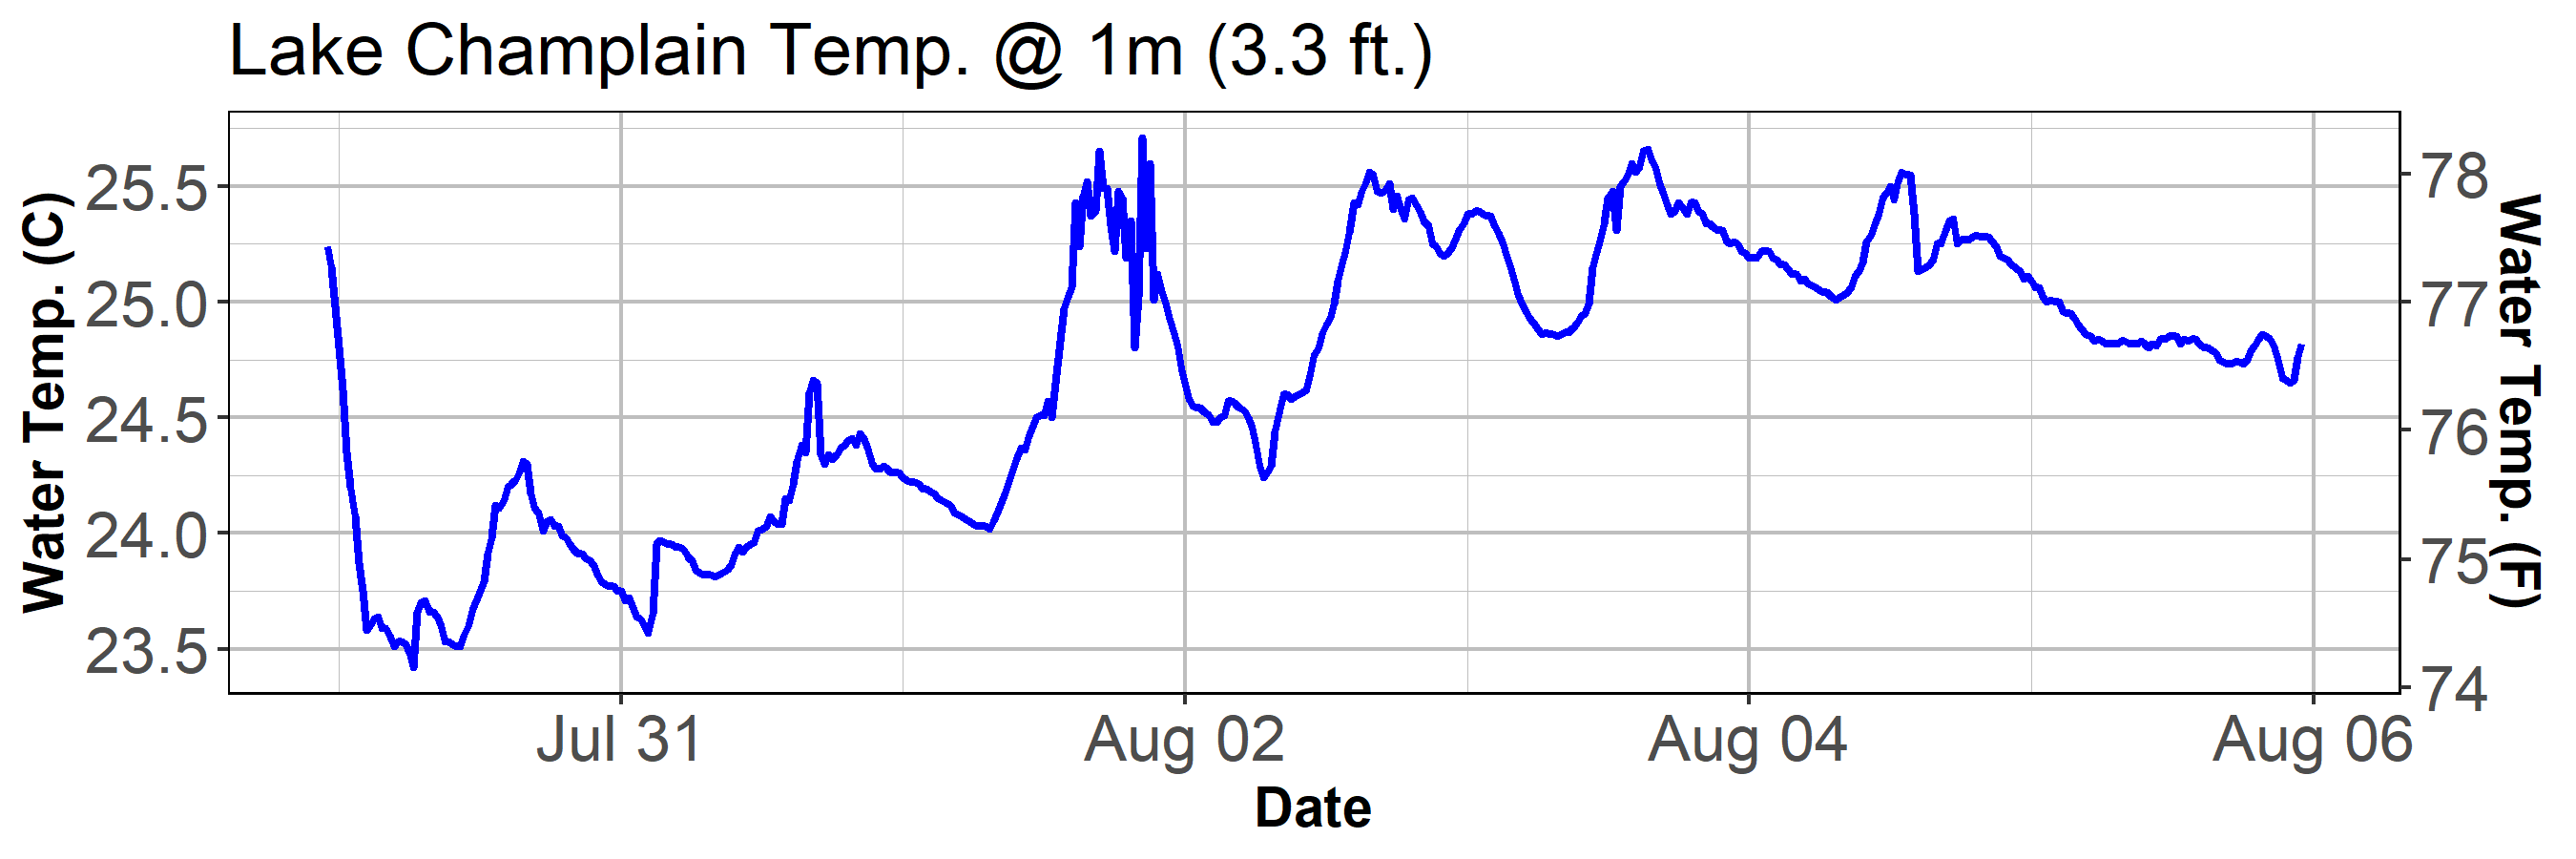 Lake Champlain Temp. @ 1m (3.3 ft.)
Water Temp. (C)
25.5
25.0
24.5
24.0
23.5
78
77
76
75
74
Water Temp. (F)
Jul 31
Aug 02
Aug 04
Aug 06
Date